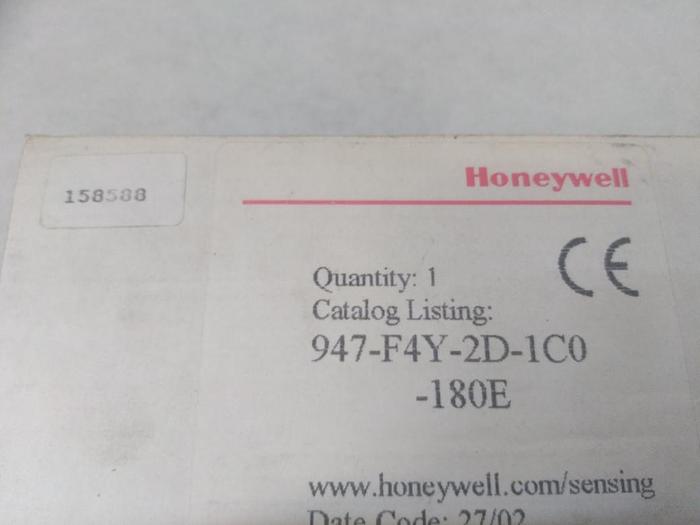 158588
Honeywell
CE
Quantity: 1
Catalog Listing:
947-F4Y-2D-1C0
-180E
www.honeywell.com/sensing
Date Code: 27/02